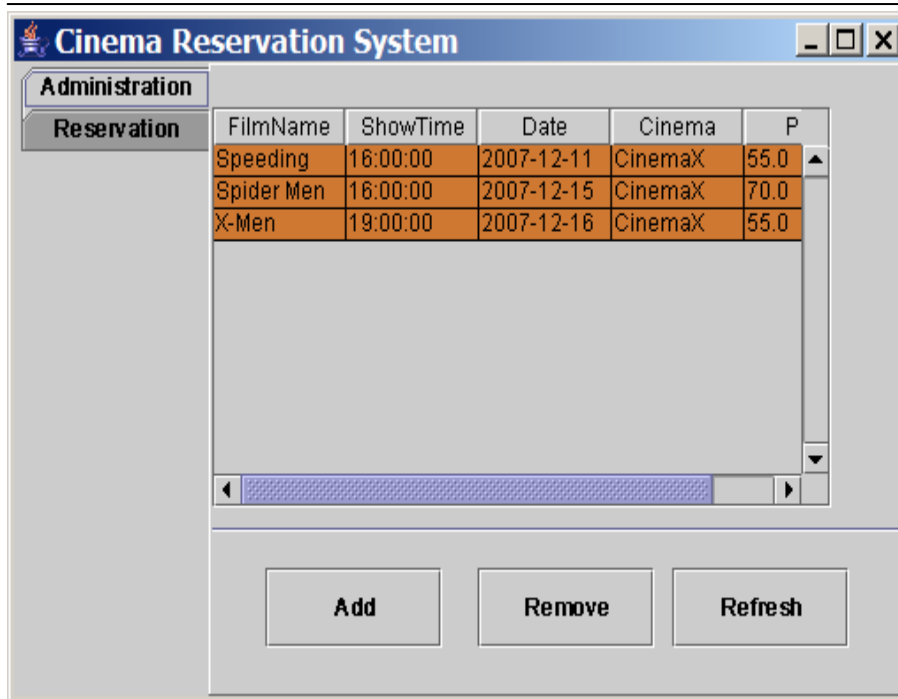 Cinema Reservation System
Administration
Reservation
FilmName ShowTime Date Cinema P
Speeding 16:00:00 2007-12-11 CinemaX 55.0
Spider Men 16:00:00 2007-12-15 CinemaX 70.0
X-Men 19:00:00 2007-12-16 CinemaX 55.0
Add Remove Refresh